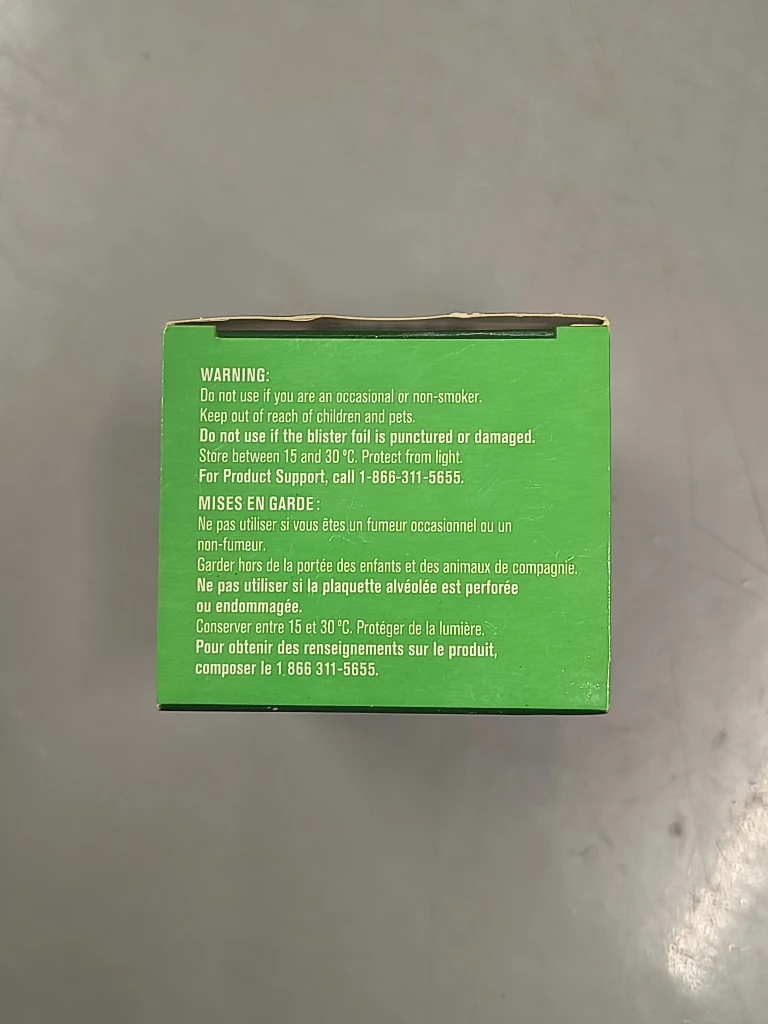 WARNING:
Do not use if you are an occasional or non-smoker.
Keep out of reach of children and pets.
Do not use if the blister foil is punctured or damaged.
Store between 15 and 30 ºC. Protect from light.
For Product Support, call 1-866-311-5655.
MISES EN GARDE :
Ne pas utiliser si vous êtes un fumeur occasionnel ou un
non-fumeur.
Garder hors de la portée des enfants et des animaux de compagnie.
Ne pas utiliser si la plaquette alvéolée est perforée
ou endommagée.
Conserver entre 15 et 30 ºC. Protéger de la lumière.
Pour obtenir des renseignements sur le produit,
composer le 1 866 311-5655.